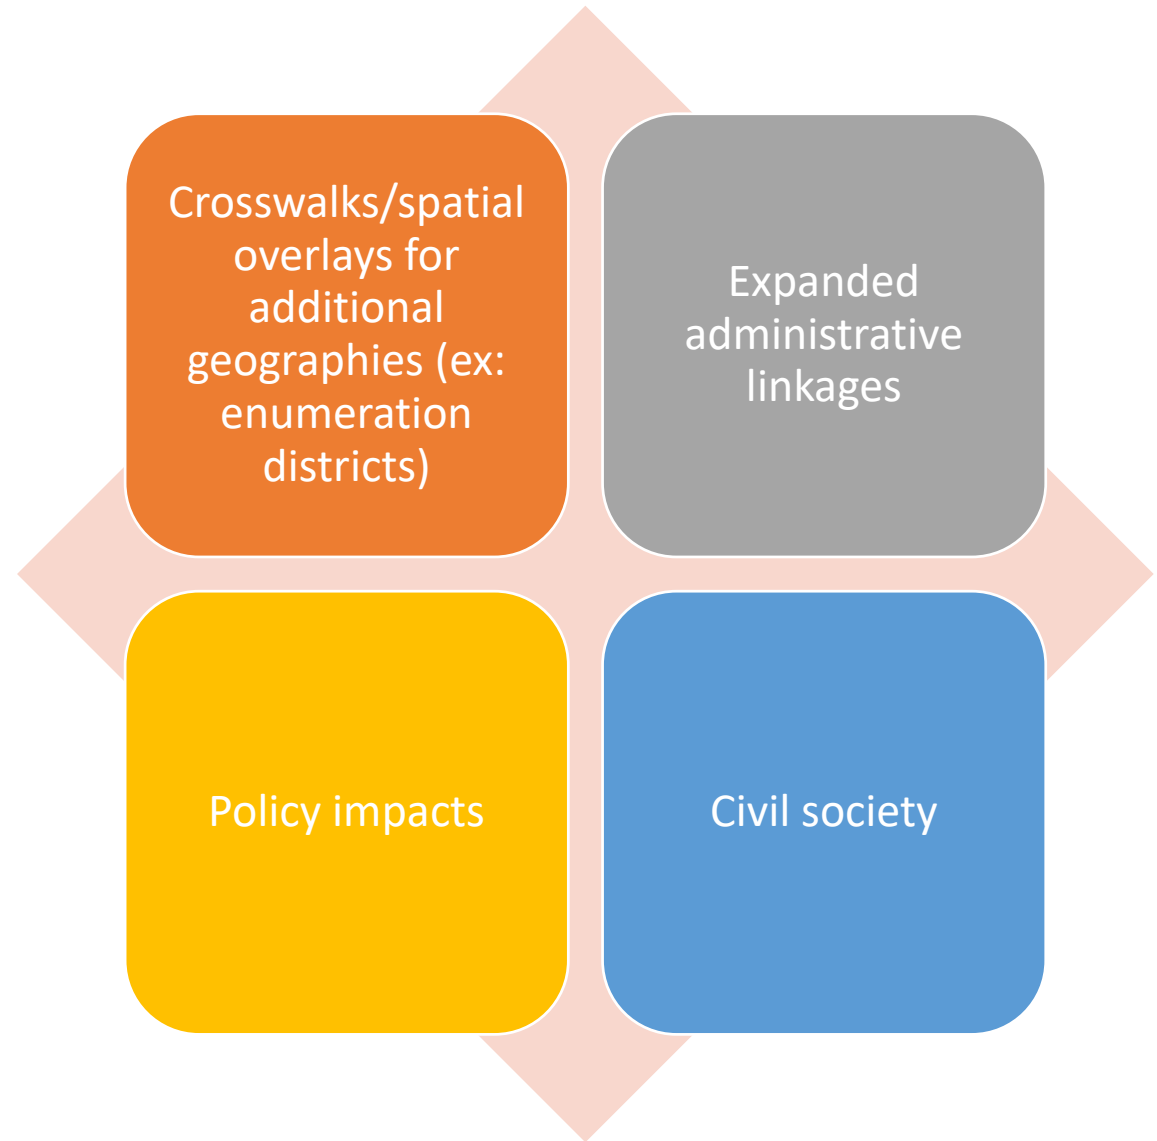 Crosswalks/spatial
overlays for
additional
geographies (ex:
enumeration
districts)
Expanded
administrative
linkages
Policy impacts
Civil society